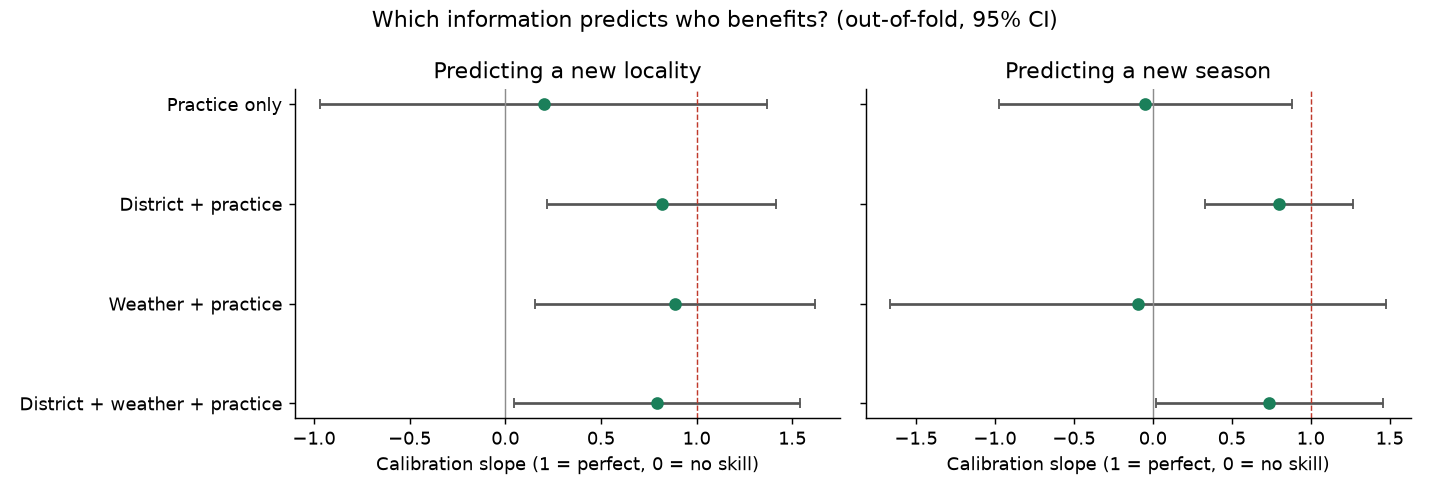 Which information predicts who benefits? (out-of-fold, 95% CI)
Predicting a new locality
Predicting a new season
Practice only
District + practice
Weather + practice
District + weather + practice
−1.0 −0.5 0.0 0.5 1.0 1.5
−1.5 −1.0 −0.5 0.0 0.5 1.0 1.5
Calibration slope (1 = perfect, 0 = no skill)
Calibration slope (1 = perfect, 0 = no skill)